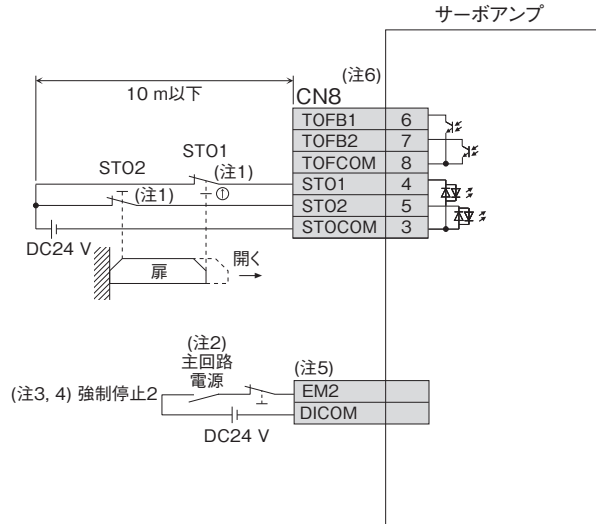 サーボアンプ
(注6)
10 m以下
CN8
TOFB1 6
TOFB2 7
TOFCOM 8
STO1 4
STO2 5
STOCOM 3
STO1
(注1)
STO2
(注1)
DC24 V
扉
開く
(注2)
主回路
電源
(注5)
(注3, 4) 強制停止2
EM2
DICOM
DC24 V